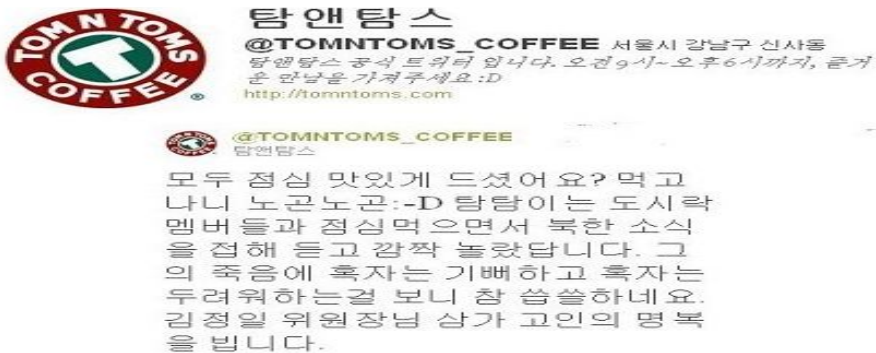 TOM N TOMS
COFFEE
탐앤탐스
@TOMNTOMS_COFFEE 서울시 강남구 신사동
탐앤탐스 공식 트위터 입니다. 오전9시~오후6시까지, 즐거
운 만남을 가져주세요:D
http://tomntoms.com
TOM N TOMS
COFFEE
@TOMNTOMS_COFFEE
탐앤탐스
모두 점심 맛있게 드셨어요? 먹고
나니 노곤노곤:-D 탐탐이는 도시락
멤버들과 점심먹으면서 북한 소식
을 접해 듣고 깜짝 놀랐답니다. 그
의 죽음에 혹자는 기뻐하고 혹자는
두려워하는걸 보니 참 씁쓸하네요.
김정일 위원장님 삼가 고인의 명복
을 빕니다.